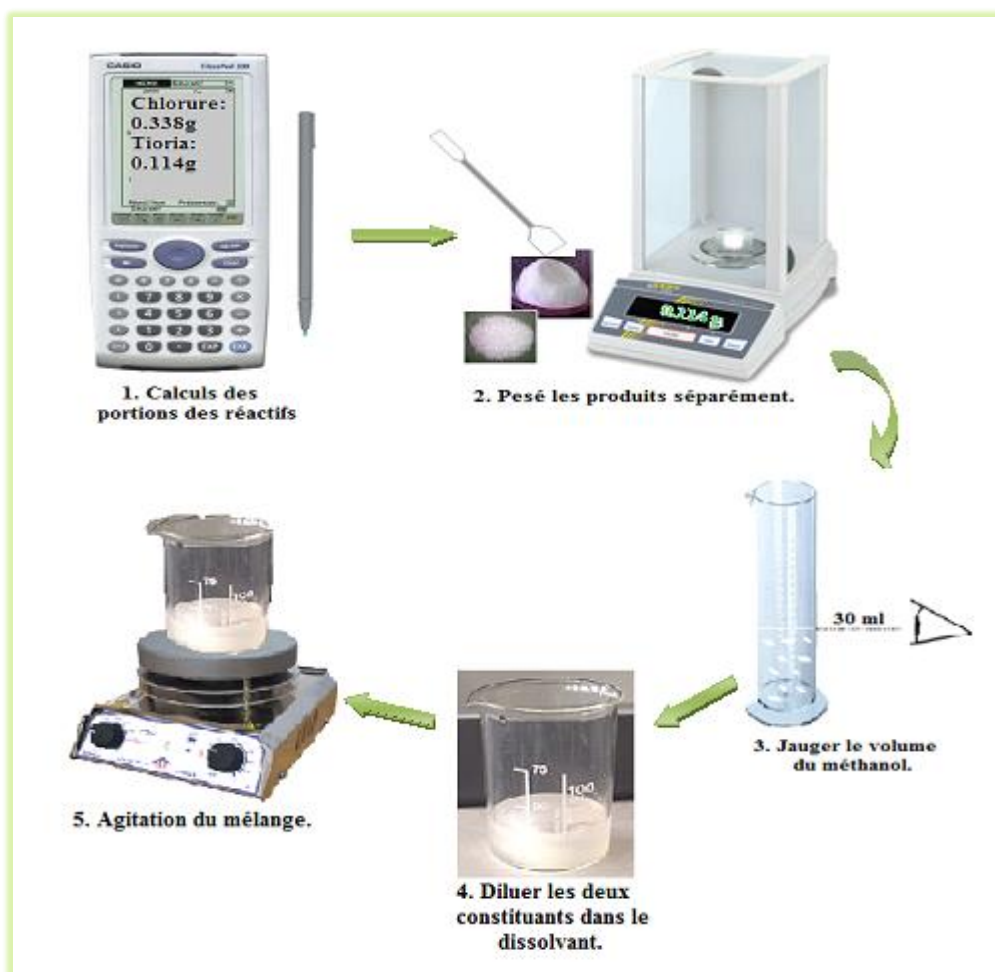 CASIO
Chlorure:
0.338g
Tioria:
0.114g
1. Calculs des
portions des réactifs
0.114 g
2. Pesé les produits séparément.
30 ml
3. Jauger le volume
du méthanol.
75
100
4. Diluer les deux
constituants dans le
dissolvant.
75
100
5. Agitation du mélange.